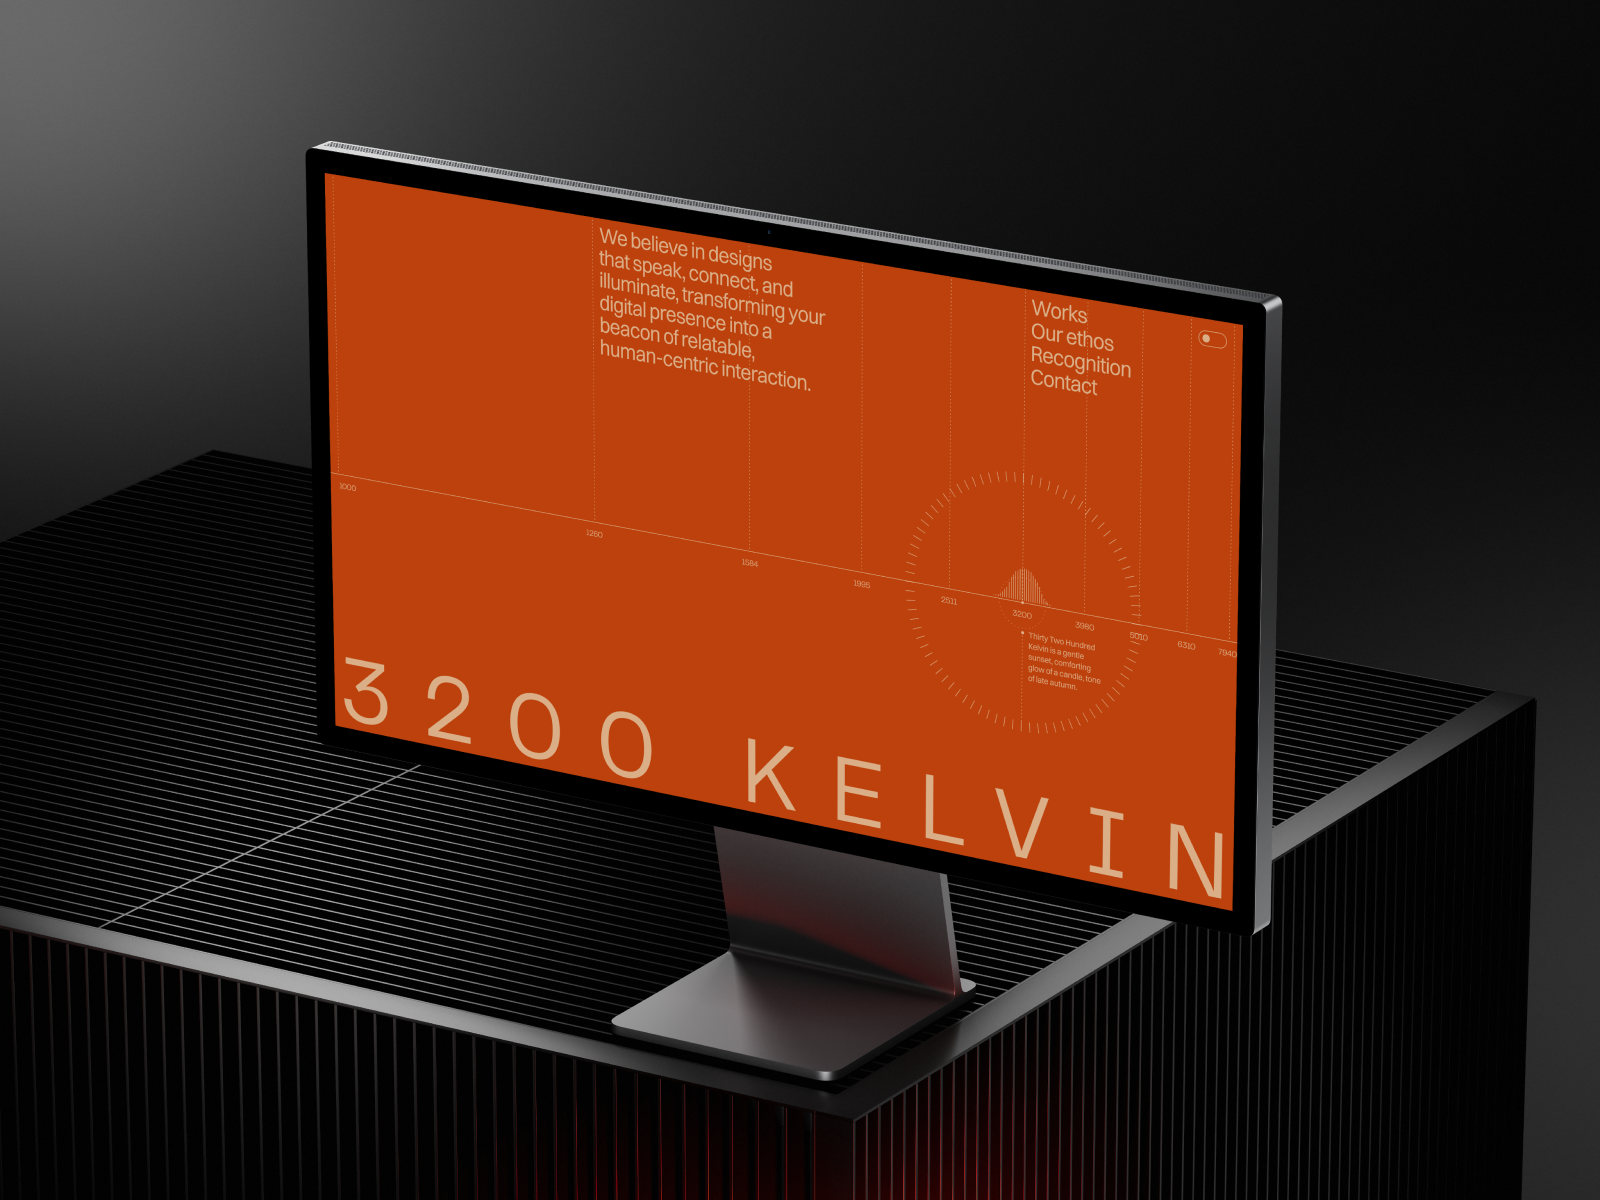 We believe in designs
that speak, connect, and
illuminate, transforming your
digital presence into a
beacon of relatable,
human-centric interaction.
Works
Our ethos
Recognition
Contact
1000
1260
1584
1995
2511
3200
3980
5010
6310
7940
Thirty Two Hundred
Kelvin is a gentle
sunset, comforting
glow of a candle, tons
of late autumn.
3200 KELVIN